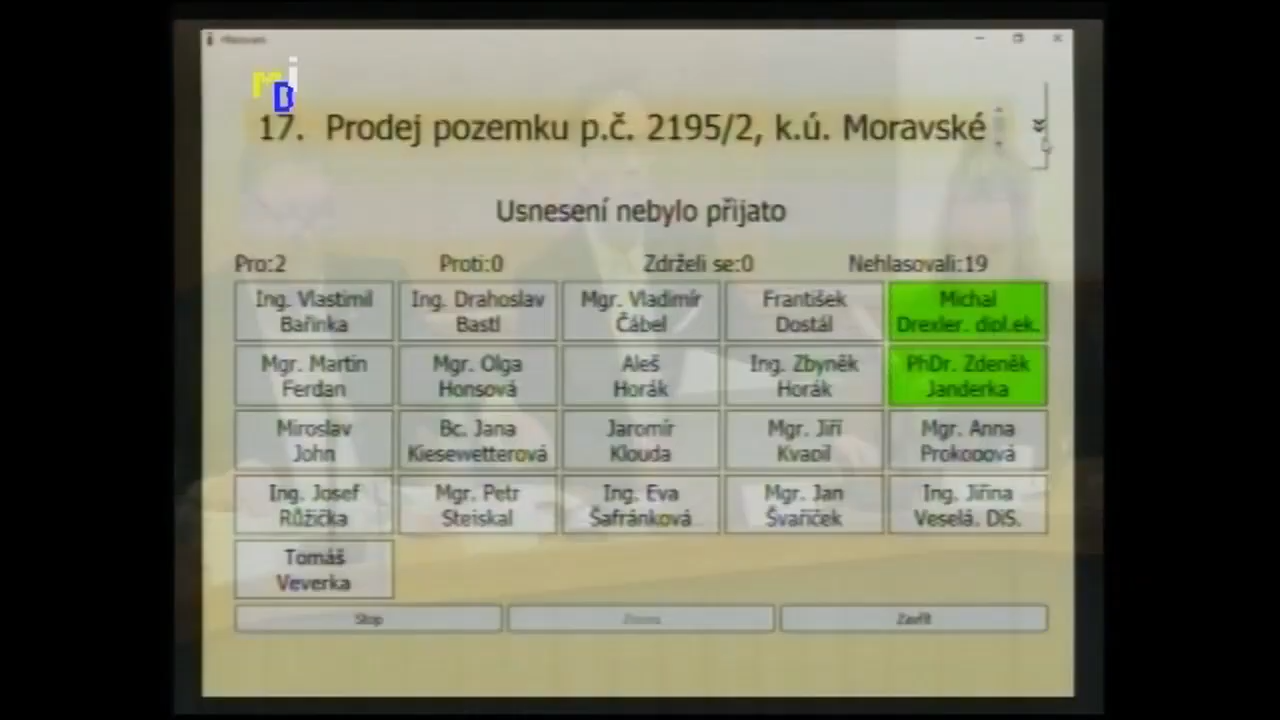 17. Prodej pozemku p.č. 2195/2, k.ú. Moravské
Usnesení nebylo přijato
Pro:2 Proti:0 Zdrželi se:0 Nehlasovali:19
Ing. Vlastimil Bařinka
Ing. Drahoslav Bastl
Mgr. Vladimír Čábel
František Dostál
Michal Drexler. dipl.ek.
Mgr. Martin Ferdan
Mgr. Olga Honsová
Aleš Horák
Ing. Zbyněk Horák
PhDr. Zdeněk Janderka
Miroslav John
Bc. Jana Kiesewetterová
Jaromír Klouda
Mgr. Jiří Kvapil
Mgr. Anna Prokopová
Ing. Josef Růžička
Mgr. Petr Stejskal
Ing. Eva Šafránková
Mgr. Jan Švaříček
Ing. Jiřina Veselá. DiS.
Tomáš Veverka
Stop
Zavřít